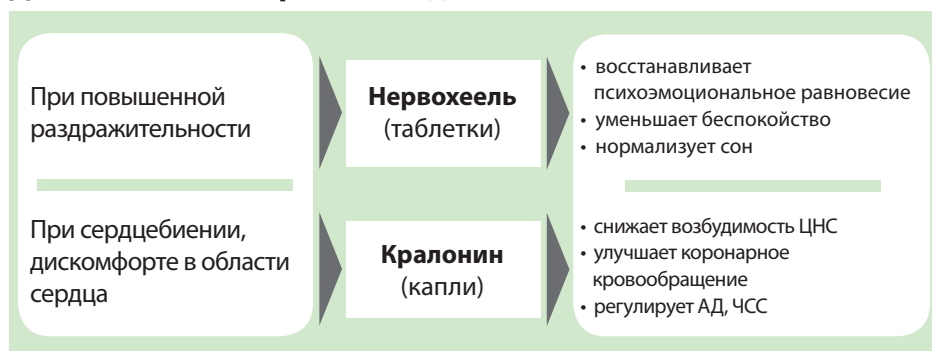 При повышенной
раздражительности
Нервохеель
(таблетки)
• восстанавливает
психоэмоциональное равновесие
• уменьшает беспокойство
• нормализует сон
При сердцебиении,
дискомфорте в области
сердца
Кралонин
(капли)
• снижает возбудимость ЦНС
• улучшает коронарное
кровообращение
• регулирует АД, ЧСС